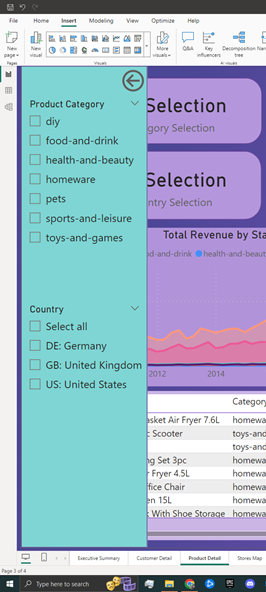 File
Home
Insert
Modeling
View
Optimize
Help
New page
New visual
More visuals
Q&A
Key influencers
Decomposition tree
Pages
Visuals
AI visuals
Product Category
diy
food-and-drink
health-and-beauty
homeware
pets
sports-and-leisure
toys-and-games
Country
Select all
DE: Germany
GB: United Kingdom
US: United States
Selection
egory Selection
Selection
ntry Selection
Total Revenue by Sta
od-and-drink health-and-beaut
2012 2014
Category
asket Air Fryer 7.6L homewa
c Scooter toys-and
toys-and
ng Set 3pc homewa
r Fryer 4.5L homewa
ffice Chair homewa
en 15L homewa
k With Shoe Storage homewa
Executive Summary
Customer Detail
Product Detail
Stores Map
Page 3 of 4
Type here to search